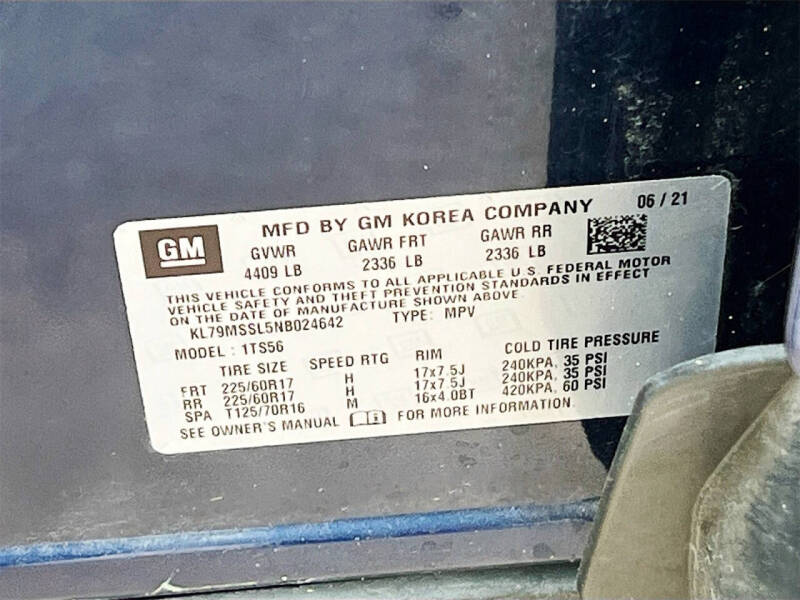 GM
MFD BY GM KOREA COMPANY 06 / 21
GVWR GAWR FRT GAWR RR
4409 LB 2336 LB 2336 LB
THIS VEHICLE CONFORMS TO ALL APPLICABLE U.S. FEDERAL MOTOR
VEHICLE SAFETY AND THEFT PREVENTION STANDARDS IN EFFECT
ON THE DATE OF MANUFACTURE SHOWN ABOVE.
KL79MSSL5NB024642 TYPE: MPV
MODEL : 1TS56
TIRE SIZE SPEED RTG RIM COLD TIRE PRESSURE
FRT 225/60R17 H 17x7.5J 240KPA, 35 PSI
RR 225/60R17 H 17x7.5J 240KPA, 35 PSI
SPA T125/70R16 M 16x4.0BT 420KPA, 60 PSI
SEE OWNER'S MANUAL FOR MORE INFORMATION.